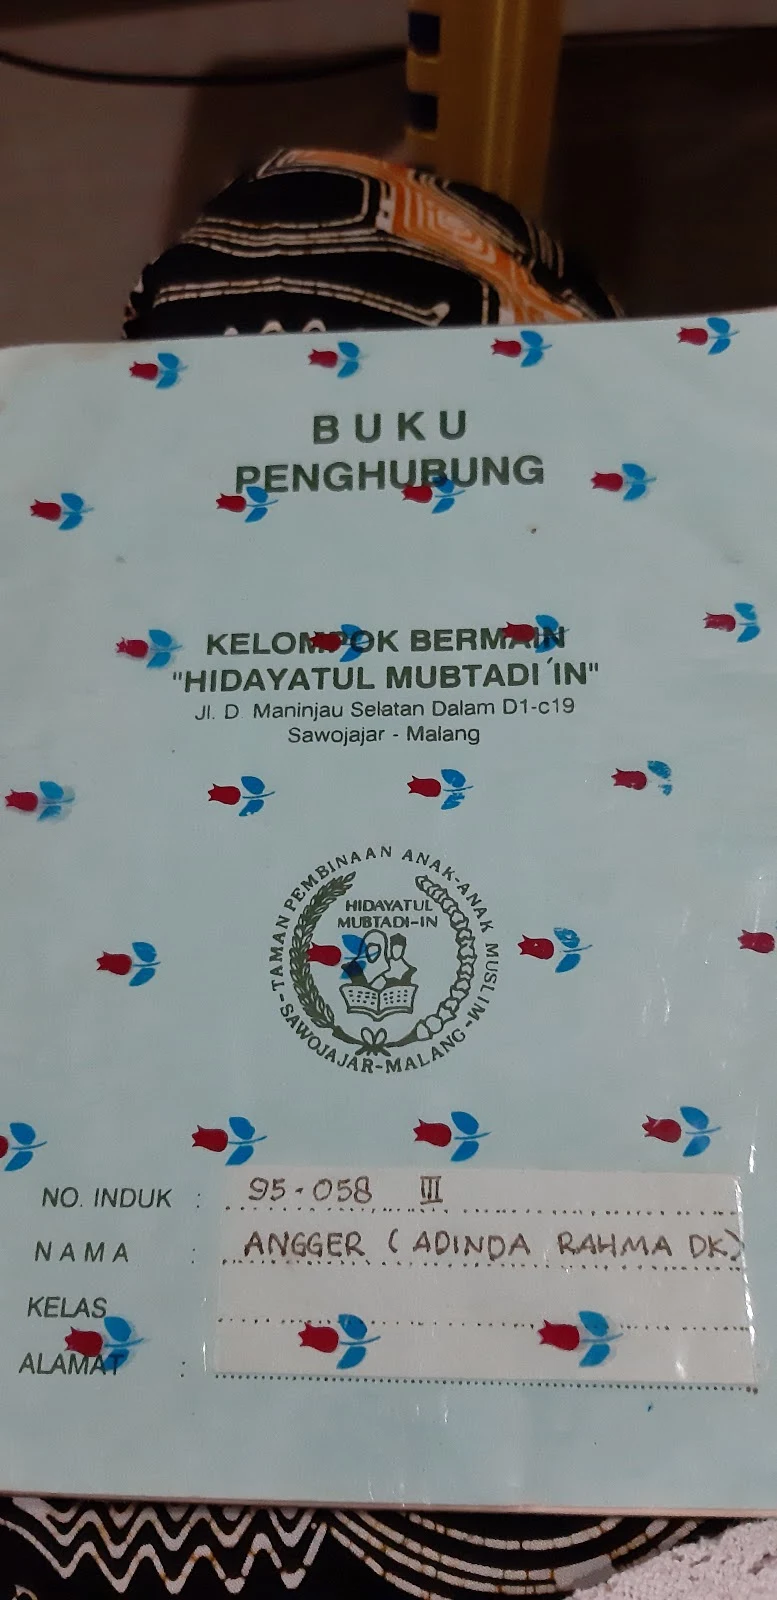 BUKU
PENGHUBUNG
KELOMPOK BERMAIN
"HIDAYATUL MUBTADI´IN"
Jl. D Maninjau Selatan Dalam D1-c19
Sawojajar - Malang
-TAMAN PEMBINAAN ANAK-ANAK MUSLIM-
HIDAYATUL
MUBTADI-IN
SAWOJAJAR-MALANG
NO. INDUK : 95-058 III
NAMA : ANGGER (ADINDA RAHMA DK)
KELAS
ALAMAT :